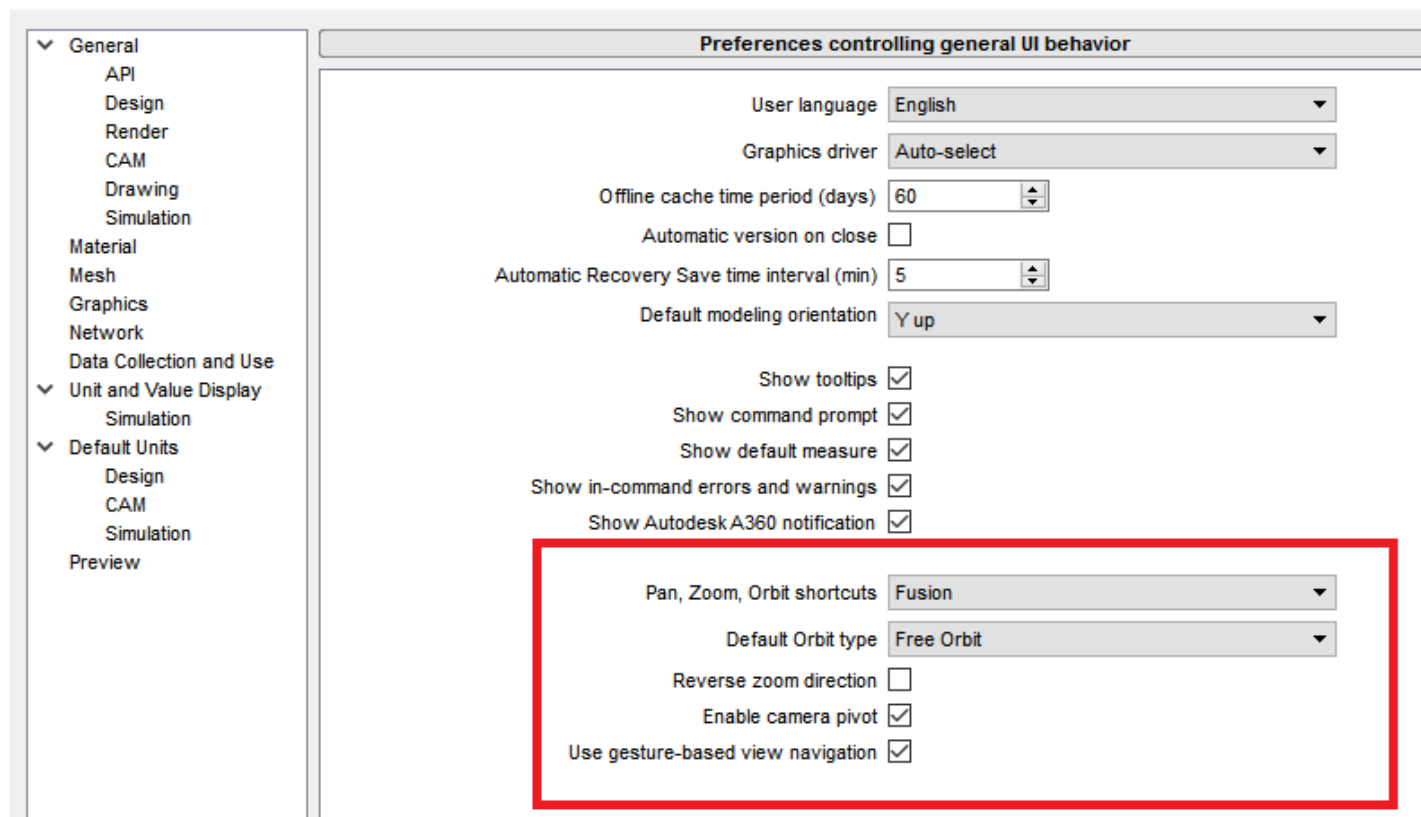 General
API
Design
Render
CAM
Drawing
Simulation
Material
Mesh
Graphics
Network
Data Collection and Use
Unit and Value Display
Simulation
Default Units
Design
CAM
Simulation
Preview
Preferences controlling general UI behavior
User language English
Graphics driver Auto-select
Offline cache time period (days) 60
Automatic version on close
Automatic Recovery Save time interval (min) 5
Default modeling orientation Y up
Show tooltips
Show command prompt
Show default measure
Show in-command errors and warnings
Show Autodesk A360 notification
Pan, Zoom, Orbit shortcuts Fusion
Default Orbit type Free Orbit
Reverse zoom direction
Enable camera pivot
Use gesture-based view navigation